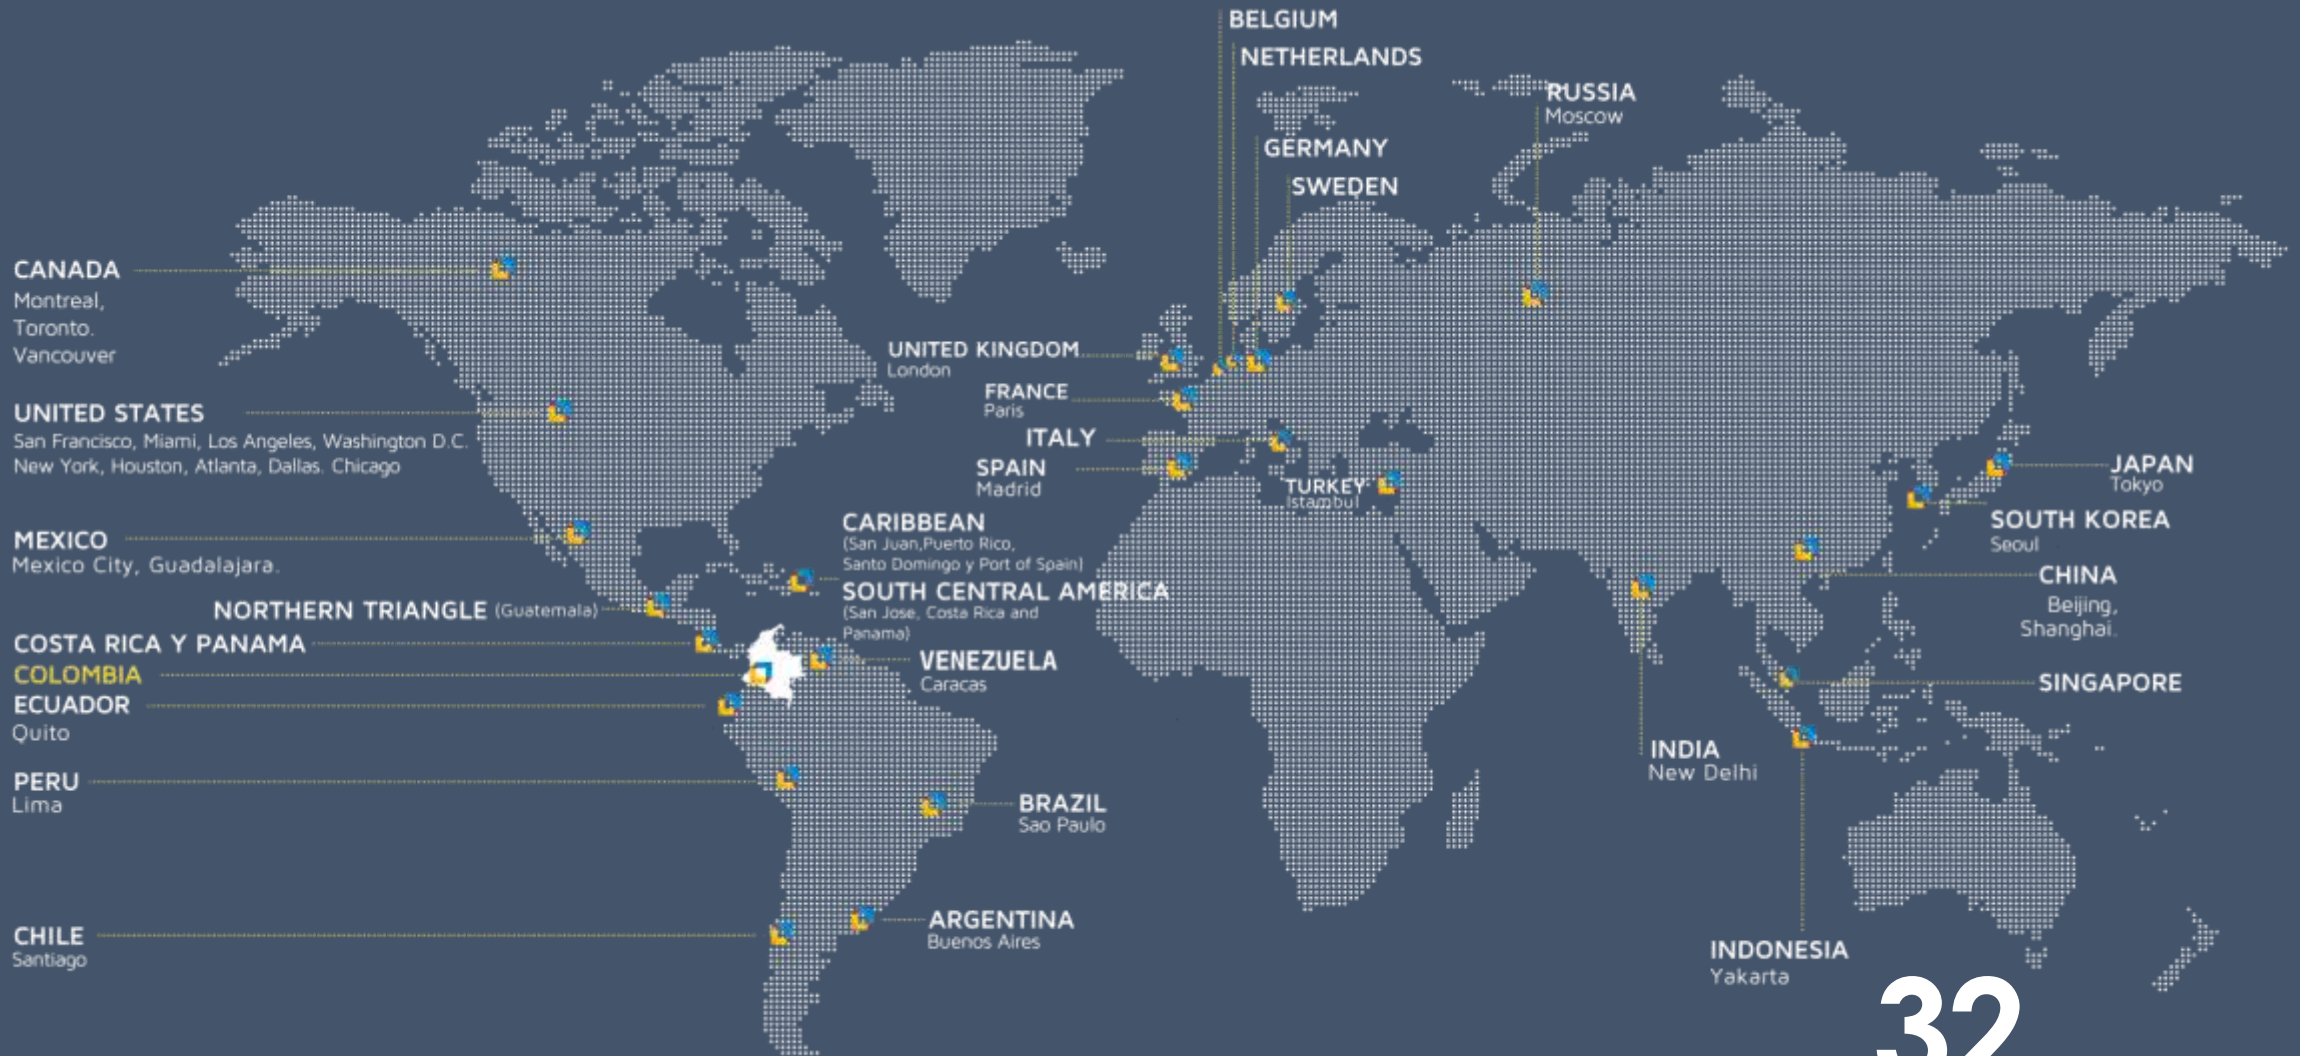 BELGIUM
NETHERLANDS
RUSSIA
Moscow
GERMANY
SWEDEN
CANADA
Montreal,
Toronto.
Vancouver
UNITED KINGDOM
London
FRANCE
Paris
UNITED STATES
San Francisco, Miami, Los Angeles, Washington D.C.
New York, Houston, Atlanta, Dallas. Chicago
ITALY
SPAIN
Madrid
TURKEY
Istambul
JAPAN
Tokyo
SOUTH KOREA
Seoul
MEXICO
Mexico City, Guadalajara.
CARIBBEAN
(San Juan,Puerto Rico,
Santo Domingo y Port of Spain)
SOUTH CENTRAL AMERICA
(San Jose, Costa Rica and
Panama)
CHINA
Beijing,
Shanghai.
NORTHERN TRIANGLE (Guatemala)
COSTA RICA Y PANAMA
COLOMBIA
VENEZUELA
Caracas
SINGAPORE
ECUADOR
Quito
INDIA
New Delhi
PERU
Lima
BRAZIL
Sao Paulo
CHILE
Santiago
ARGENTINA
Buenos Aires
INDONESIA
Yakarta
32